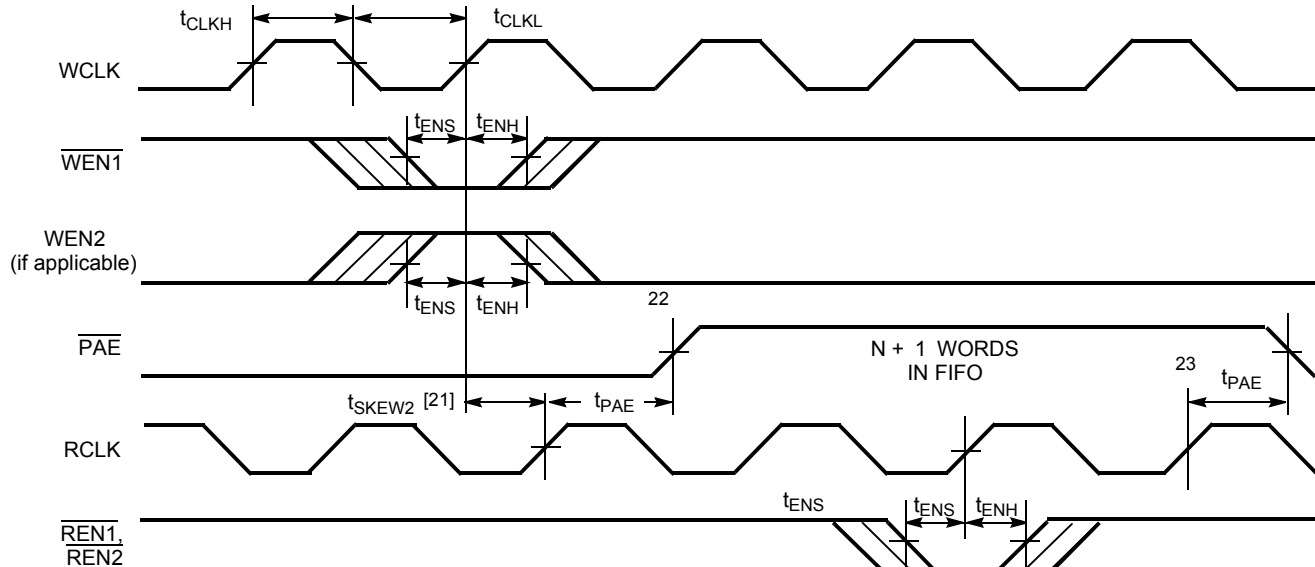 tCLKH
tCLKL
WCLK
tENS
tENH
WEN1
WEN2
(if applicable)
tENS
tENH
22
PAE
N + 1 WORDS
IN FIFO
23
tPAE
tSKEW2 [21]
tPAE
RCLK
tENS
tENS
tENH
REN1,
REN2